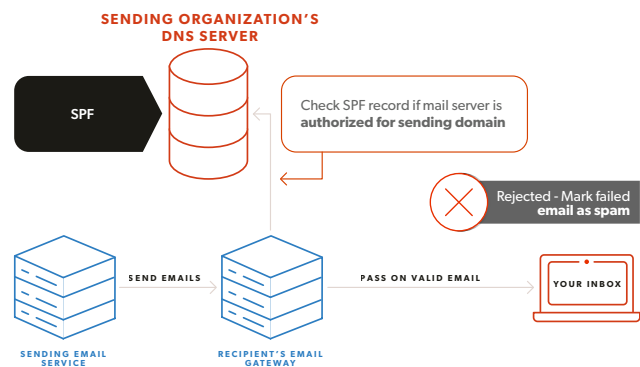 SENDING ORGANIZATION'S
DNS SERVER
SPF
Check SPF record if mail server is
authorized for sending domain
Rejected - Mark failed
email as spam
SEND EMAILS
PASS ON VALID EMAIL
YOUR INBOX
SENDING EMAIL
SERVICE
RECIPIENT'S EMAIL
GATEWAY